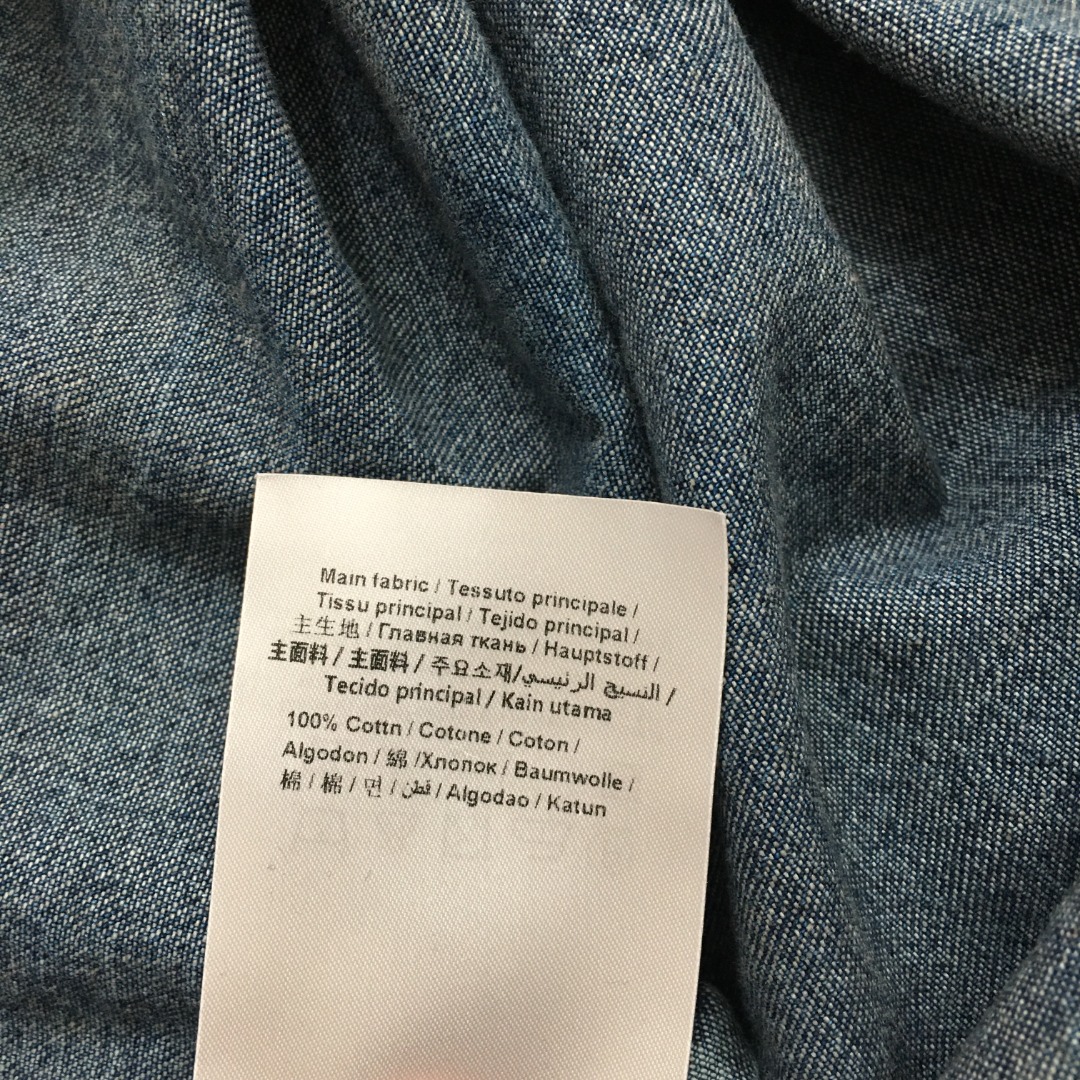 Main fabric / Tessuto principale /
Tissu principal / Tejido principal /
主生地 / Главная ткань / Hauptstoff /
主面料 / 主面料 / 주요소재/النسيج الرئيسي /
Tecido principal / Kain utama
100% Cottn / Cotone / Coton /
Algodon / 綿 /Хлопок / Baumwolle /
棉 / 棉 / 면 / قطن / Algodao / Katun